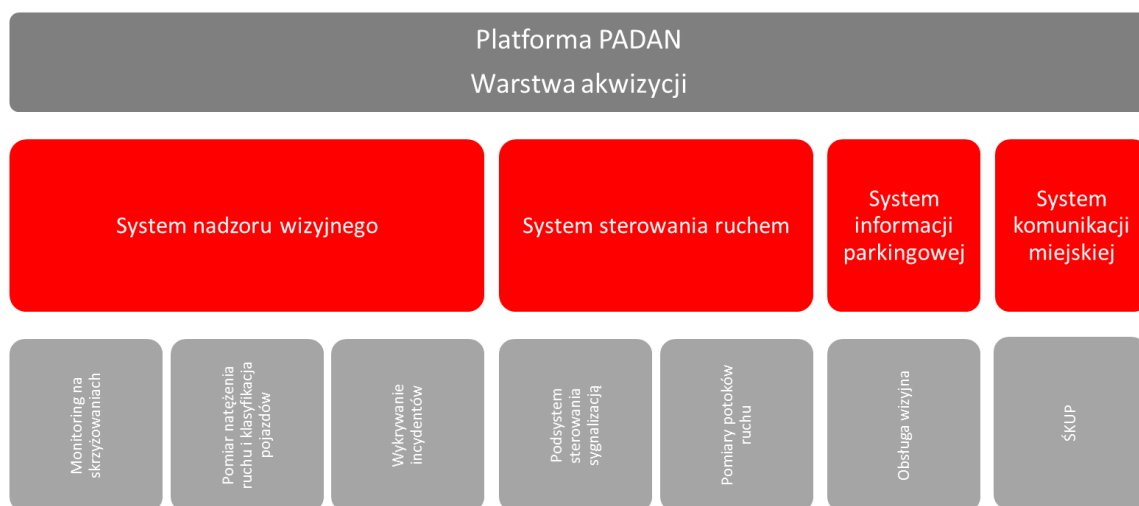 Platforma PADAN
Warstwa akwizycji
System nadzoru wizyjnego
System sterowania ruchem
System
informacji
parkingowej
System
komunikacji
miejskiej
Monitoring na
skrzyżowaniach
Pomiar natężenia
ruchu i klasyfikacja
pojazdów
Wykrywanie
incydentów
Podsystem
sterowania
sygnalizacją
Pomiary potoków
ruchu
Obsługa wizyjna
ŚKUP